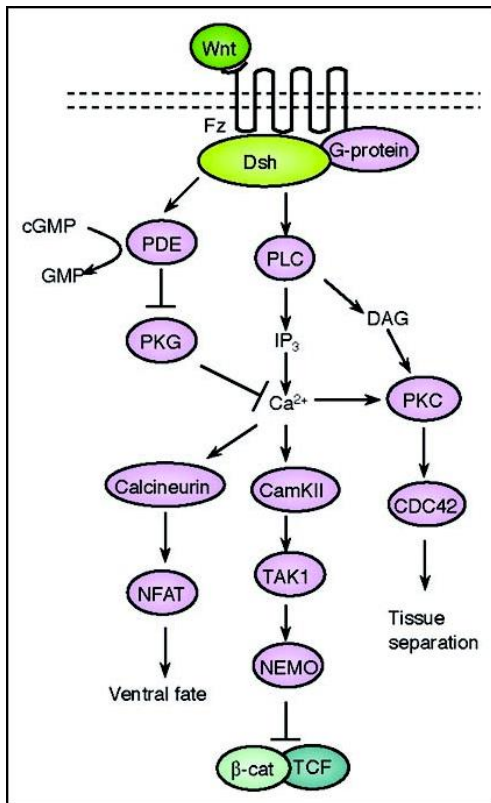 Wnt
Fz
Dsh
G-protein
cGMP
PDE
PLC
GMP
DAG
PKG
IP₃
Ca²⁺
PKC
Calcineurin
CamKII
CDC42
NFAT
TAK1
Tissue
separation
NEMO
Ventral fate
β-cat
TCF